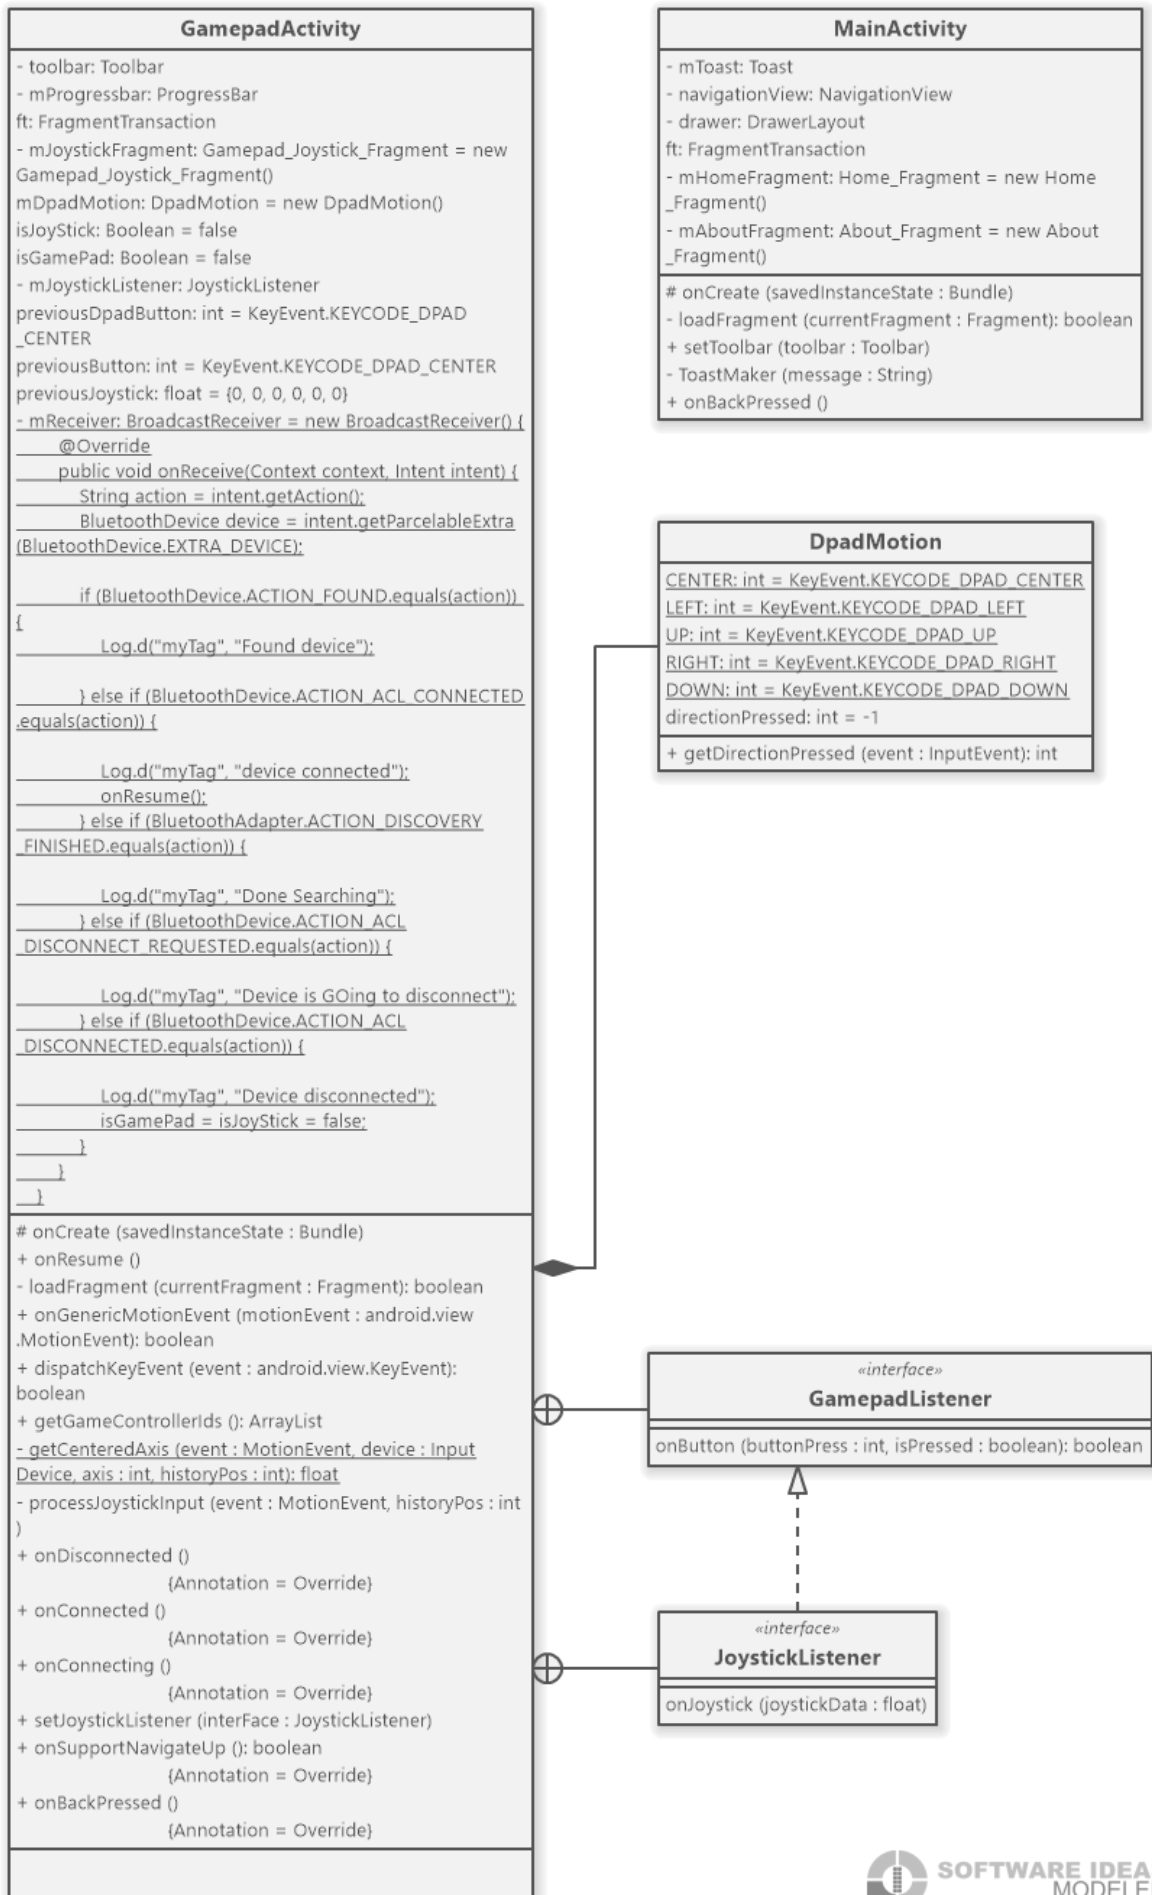 GamepadActivity
- toolbar: Toolbar
- mProgressbar: ProgressBar
ft: FragmentTransaction
- mJoystickFragment: Gamepad_Joystick_Fragment = new
Gamepad_Joystick_Fragment()
mDpadMotion: DpadMotion = new DpadMotion()
isJoyStick: Boolean = false
isGamePad: Boolean = false
- mJoystickListener: JoystickListener
previousDpadButton: int = KeyEvent.KEYCODE_DPAD
_CENTER
previousButton: int = KeyEvent.KEYCODE_DPAD_CENTER
previousJoystick: float = {0, 0, 0, 0, 0, 0}
- mReceiver: BroadcastReceiver = new BroadcastReceiver() {
@Override
public void onReceive(Context context, Intent intent) {
String action = intent.getAction();
BluetoothDevice device = intent.getParcelableExtra
(BluetoothDevice.EXTRA_DEVICE);
if (BluetoothDevice.ACTION_FOUND.equals(action))
{
Log.d("myTag", "Found device");
} else if (BluetoothDevice.ACTION_ACL_CONNECTED
.equals(action)) {
Log.d("myTag", "device connected");
onResume();
} else if (BluetoothAdapter.ACTION_DISCOVERY
_FINISHED.equals(action)) {
Log.d("myTag", "Done Searching");
} else if (BluetoothDevice.ACTION_ACL
_DISCONNECT_REQUESTED.equals(action)) {
Log.d("myTag", "Device is GOing to disconnect");
} else if (BluetoothDevice.ACTION_ACL
_DISCONNECTED.equals(action)) {
Log.d("myTag", "Device disconnected");
isGamePad = isJoyStick = false;
}
}
}
# onCreate (savedInstanceState : Bundle)
+ onResume ()
- loadFragment (currentFragment : Fragment): boolean
+ onGenericMotionEvent (motionEvent : android.view
.MotionEvent): boolean
+ dispatchKeyEvent (event : android.view.KeyEvent):
boolean
+ getGameControllerIds (): ArrayList
- getCenteredAxis (event : MotionEvent, device : Input
Device, axis : int, historyPos : int): float
- processJoystickInput (event : MotionEvent, historyPos : int
)
+ onDisconnected ()
{Annotation = Override}
+ onConnected ()
{Annotation = Override}
+ onConnecting ()
{Annotation = Override}
+ setJoystickListener (interFace : JoystickListener)
+ onSupportNavigateUp (): boolean
{Annotation = Override}
+ onBackPressed ()
{Annotation = Override}
MainActivity
- mToast: Toast
- navigationView: NavigationView
- drawer: DrawerLayout
ft: FragmentTransaction
- mHomeFragment: Home_Fragment = new Home
_Fragment()
- mAboutFragment: About_Fragment = new About
_Fragment()
# onCreate (savedInstanceState : Bundle)
- loadFragment (currentFragment : Fragment): boolean
+ setToolbar (toolbar : Toolbar)
- ToastMaker (message : String)
+ onBackPressed ()
DpadMotion
CENTER: int = KeyEvent.KEYCODE_DPAD_CENTER
LEFT: int = KeyEvent.KEYCODE_DPAD_LEFT
UP: int = KeyEvent.KEYCODE_DPAD_UP
RIGHT: int = KeyEvent.KEYCODE_DPAD_RIGHT
DOWN: int = KeyEvent.KEYCODE_DPAD_DOWN
directionPressed: int = -1
+ getDirectionPressed (event : InputEvent): int
«interface»
GamepadListener
onButton (buttonPress : int, isPressed : boolean): boolean
«interface»
JoystickListener
onJoystick (joystickData : float)
SOFTWARE IDEA
MODELE